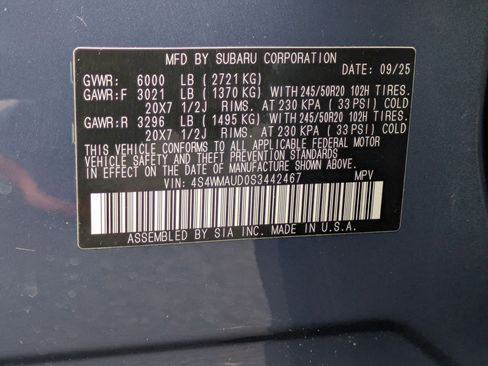 MFD BY SUBARU CORPORATION
DATE: 09/25
GVWR: 6000 LB ( 2721 KG)
GAWR:F 3021 LB ( 1370 KG) WITH 245/50R20 102H TIRES.
20X7 1/2J RIMS. AT 230 KPA ( 33 PSI) COLD
GAWR:R 3296 LB ( 1495 KG) WITH 245/50R20 102H TIRES.
20X7 1/2J RIMS. AT 230 KPA ( 33 PSI) COLD
THIS VEHICLE CONFORMS TO ALL APPLICABLE FEDERAL MOTOR
VEHICLE SAFETY AND THEFT PREVENTION STANDARDS
IN EFFECT ON THE DATE OF MANUFACTURE SHOWN ABOVE.
VIN: 4S4WMAUD0S3442467 MPV
ASSEMBLED BY SIA INC. MADE IN U.S.A.